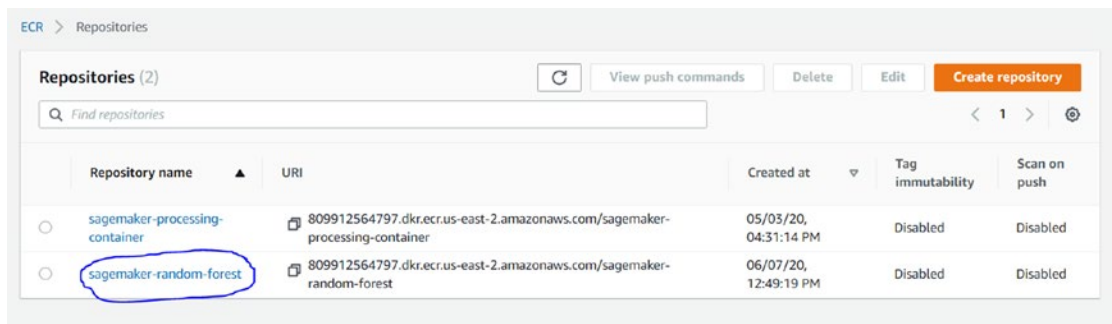 ECR > Repositories
Repositories (2)
View push commands
Delete
Edit
Create repository
Find repositories
< 1 >
Repository name ▲ URI Created at ▽ Tag immutability Scan on push
sagemaker-processing-container 809912564797.dkr.ecr.us-east-2.amazonaws.com/sagemaker-processing-container 05/03/20, 04:31:14 PM Disabled Disabled
sagemaker-random-forest 809912564797.dkr.ecr.us-east-2.amazonaws.com/sagemaker-random-forest 06/07/20, 12:49:19 PM Disabled Disabled